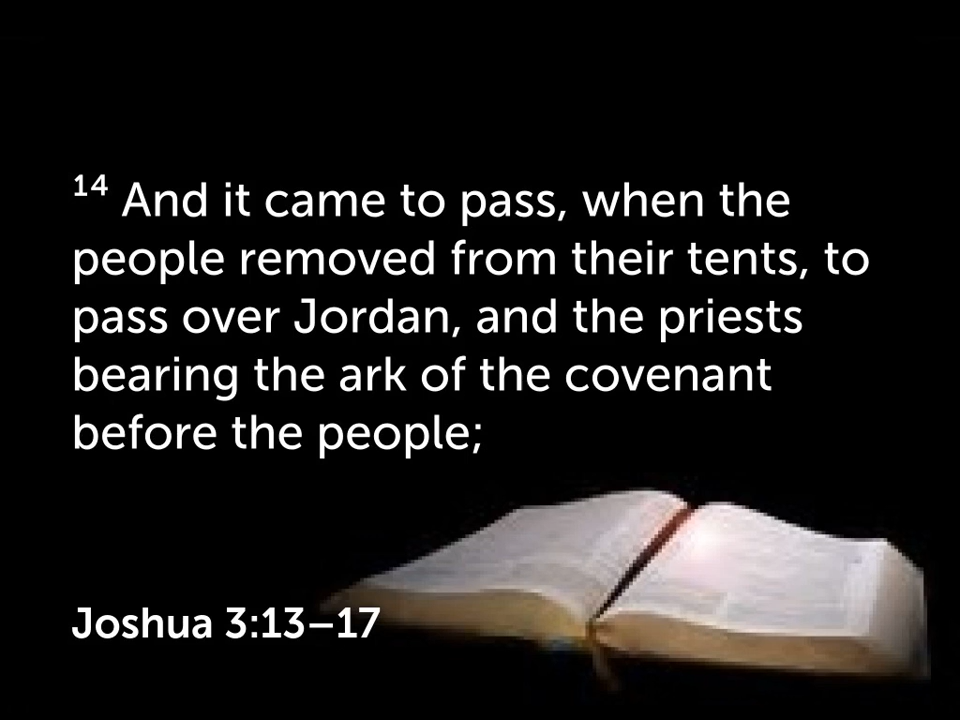 ¹⁴ And it came to pass, when the
people removed from their tents, to
pass over Jordan, and the priests
bearing the ark of the covenant
before the people;
Joshua 3:13–17